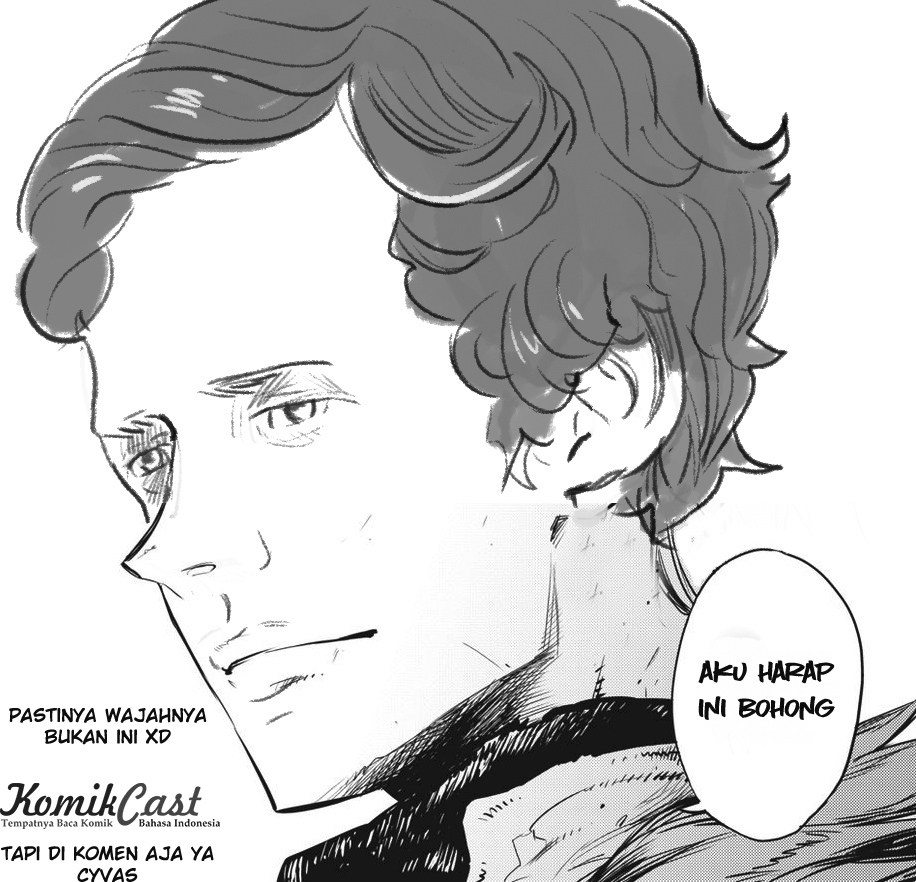 AKU HARAP
INI BOHONG
PASTINYA WAJAHNYA
BUKAN INI XD
KomikCast
Tempatnya Baca Komik Bahasa Indonesia
TAPI DI KOMEN AJA YA
CYVAS